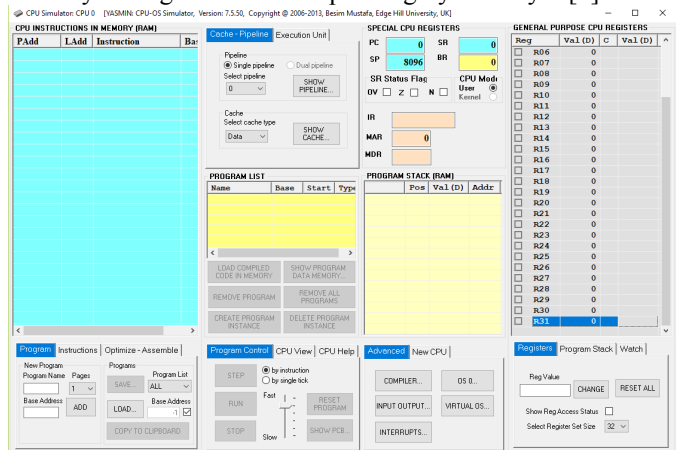 CPU Simulator: CPU 0 [YASMIN: CPU-OS Simulator, Version: 7.5.50, Copyright @ 2006-2013, Besim Mustafa, Edge Hill University, UK]
CPU INSTRUCTIONS IN MEMORY (RAM)
PAdd LAdd Instruction Bas
Cache - Pipeline Execution Unit
Pipeline
Single pipeline Dual pipeline
Select pipeline
0
SHOW PIPELINE...
Cache
Select cache type
Data
SHOW CACHE...
SPECIAL CPU REGISTERS
PC 0 SR 0
SP 8096 BR 0
SR Status Flag CPU Mode
OV Z N User
Kernel
IR
MAR 0
MDR
GENERAL PURPOSE CPU REGISTERS
Reg Val (D) C Val (D)
R06 0
R07 0
R08 0
R09 0
R10 0
R11 0
R12 0
R13 0
R14 0
R15 0
R16 0
R17 0
R18 0
R19 0
R20 0
R21 0
R22 0
R23 0
R24 0
R25 0
R26 0
R27 0
R28 0
R29 0
R30 0
R31 0
PROGRAM LIST
Name Base Start Type
LOAD COMPILED CODE IN MEMORY
SHOW PROGRAM DATA MEMORY...
REMOVE PROGRAM
REMOVE ALL PROGRAMS
CREATE PROGRAM INSTANCE
DELETE PROGRAM INSTANCE
PROGRAM STACK (RAM)
Pos Val (D) Addr
Program Instructions Optimize - Assemble
New Program
Program Name Pages
1
Base Address
ADD
Programs
SAVE...
Program List
ALL
LOAD...
Base Address
-1
COPY TO CLIPBOARD
Program Control CPU View CPU Help
STEP
by instruction
by single tick
RUN
Fast
RESET PROGRAM
STOP
Slow
SHOW PCB...
Advanced New CPU
COMPILER... OS 0...
INPUT OUTPUT... VIRTUAL OS...
INTERRUPTS...
Registers Program Stack Watch
Reg Value
CHANGE RESET ALL
Show Reg Access Status
Select Register Set Size 32